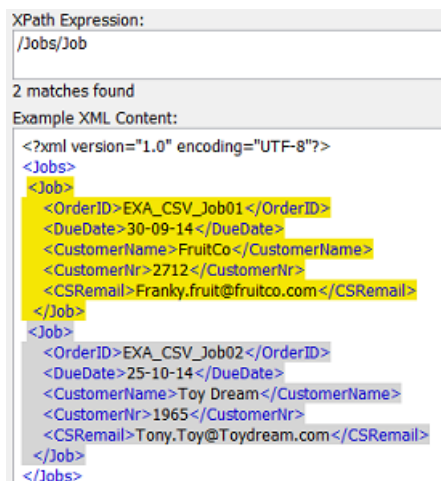 XPath Expression:
/Jobs/Job
2 matches found
Example XML Content:
<?xml version="1.0" encoding="UTF-8"?>
<Jobs>
<Job>
<OrderID>EXA_CSV_Job01</OrderID>
<DueDate>30-09-14</DueDate>
<CustomerName>FruitCo</CustomerName>
<CustomerNr>2712</CustomerNr>
<CSRemail>Franky.fruit@fruitco.com</CSRemail>
</Job>
<Job>
<OrderID>EXA_CSV_Job02</OrderID>
<DueDate>25-10-14</DueDate>
<CustomerName>Toy Dream</CustomerName>
<CustomerNr>1965</CustomerNr>
<CSRemail>Tony.Toy@Toydream.com</CSRemail>
</Job>
</Jobs>